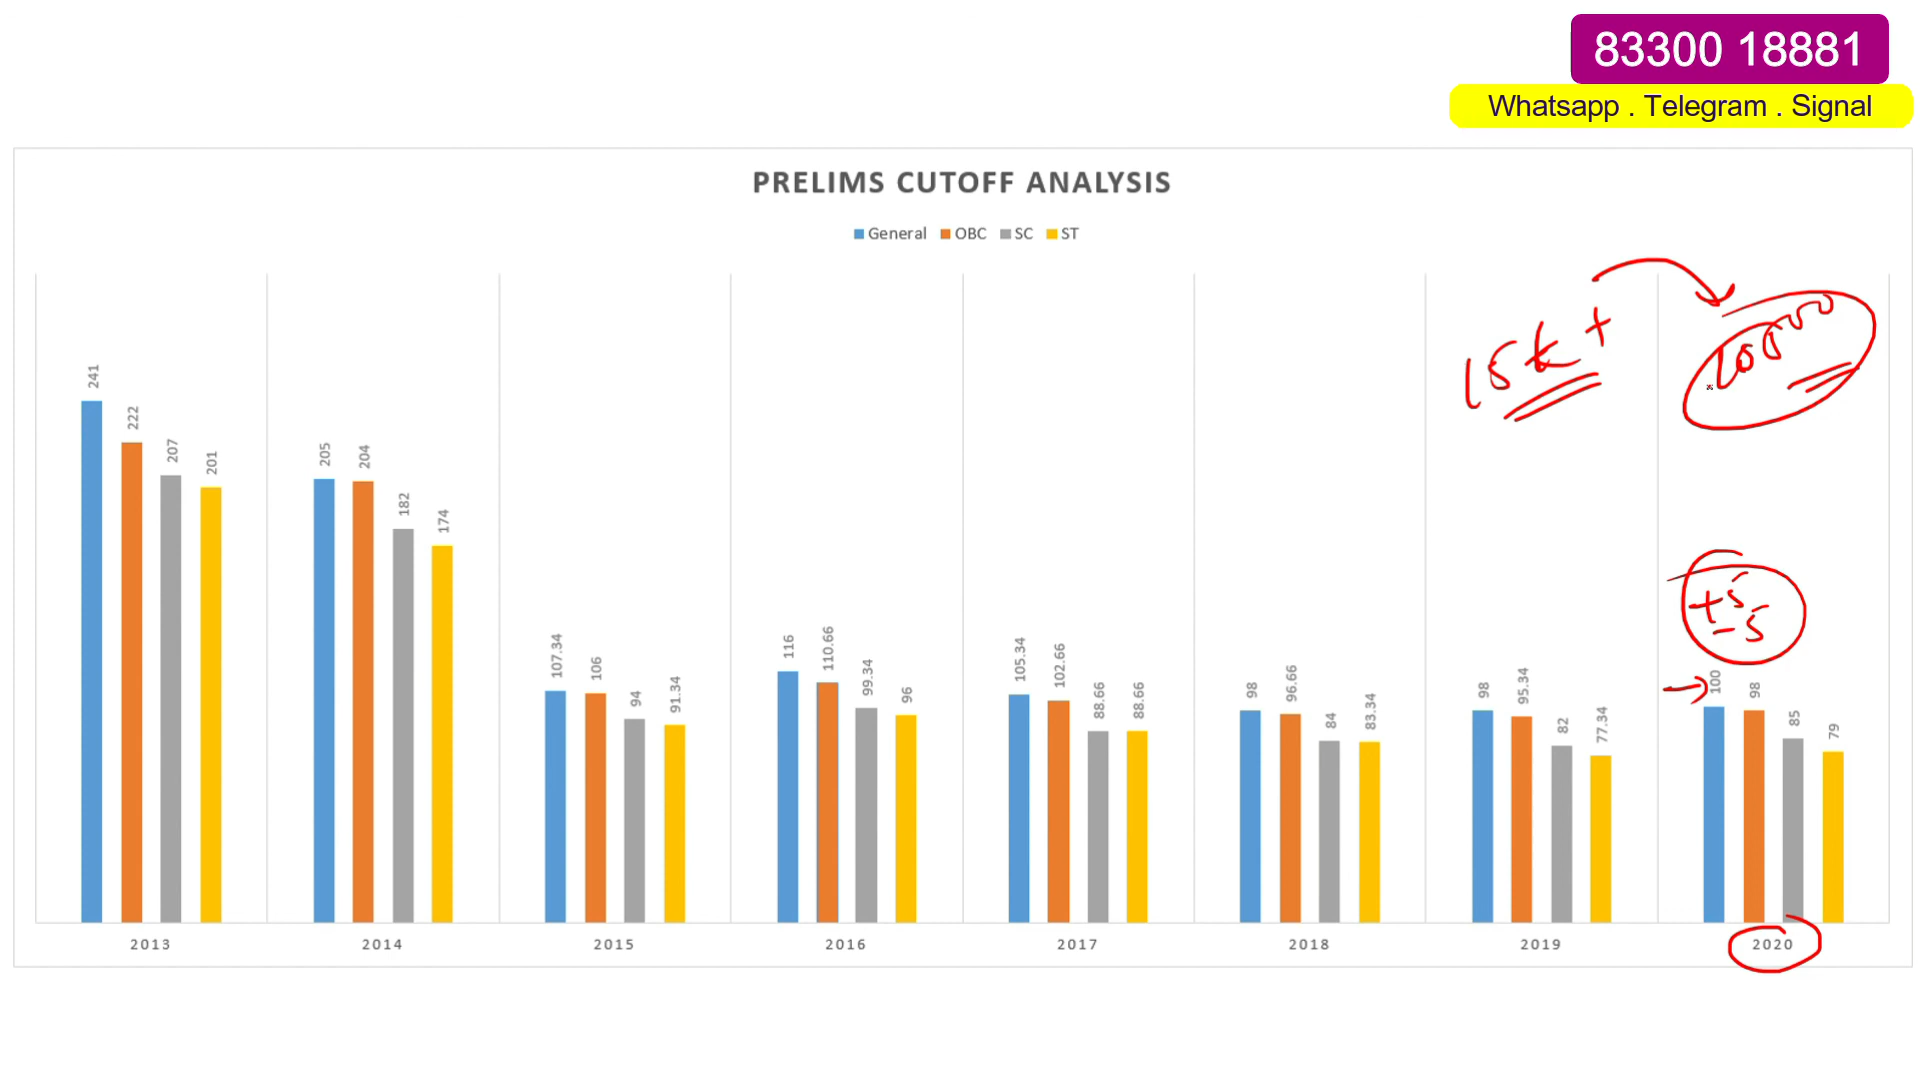 83300 18881
Whatsapp . Telegram . Signal
PRELIMS CUTOFF ANALYSIS
General OBC SC ST
15k+
+5
-5
241 222 207 201
205 204 182 174
107.34 106 94 91.34
116 110.66 99.34 96
105.34 102.66 88.66 88.66
98 96.66 84 83.34
98 95.34 82 77.34
100 98 85 79
2013 2014 2015 2016 2017 2018 2019 2020